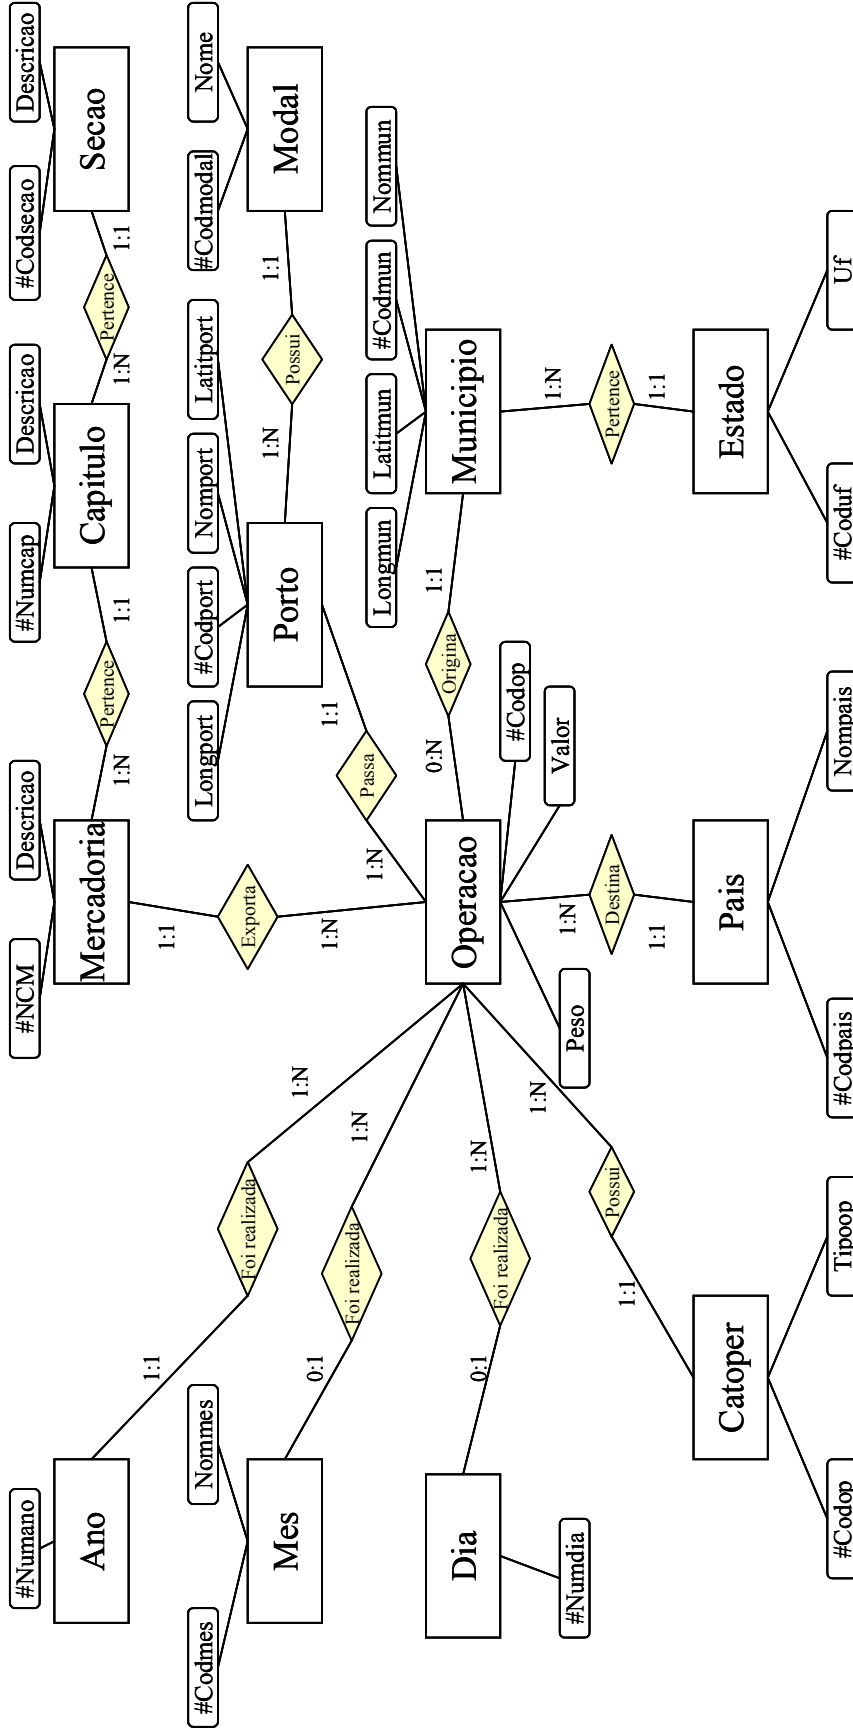 #Numano
#NCM
Descricao
#Numcap
Descricao
#Codsecao
Descricao
Ano
Mercadoria
Capitulo
Secao
Pertence
Pertence
1:N
1:1
1:N
1:1
1:1
1:1
#Codmes
Nommes
Longport
#Codport
Nomport
Latitport
#Codmodal
Nome
Foi realizada
Exporta
1:N
1:1
Mes
Porto
Possui
Modal
1:N
0:1
1:N
1:1
Foi realizada
1:N
Passa
1:N
Longmun
Latitmun
#Codmun
Nommun
0:N
1:1
Origina
Dia
Operacao
Municipio
0:1
1:N
Foi realizada
#Codop
1:N
1:N
Valor
1:N
#Numdia
Peso
Possui
Destina
Pertence
1:1
1:1
1:1
Catoper
Pais
Estado
#Codop
Tipoop
#Codpais
Nompais
#Coduf
Uf